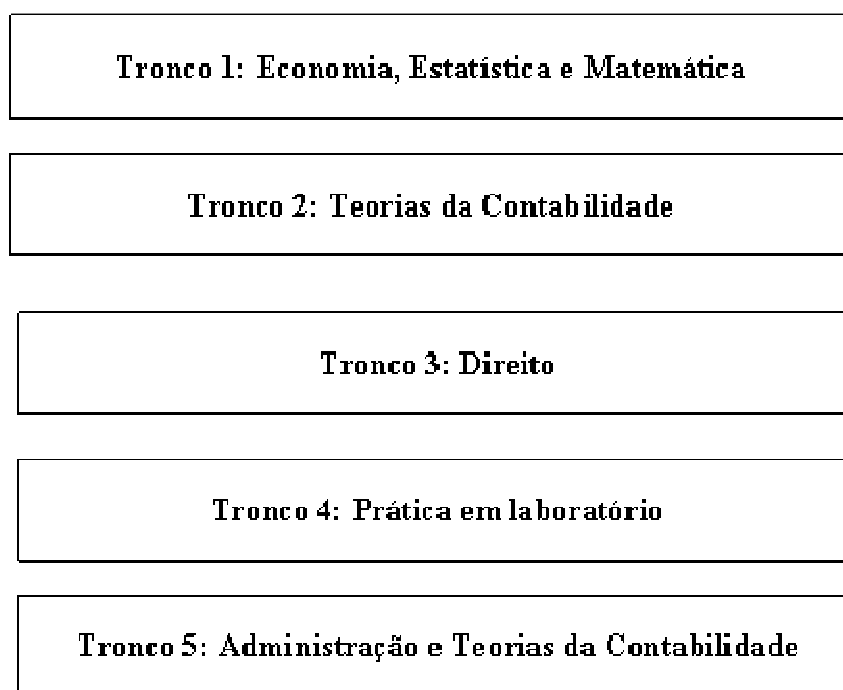 Tronco 1: Economia, Estatística e Matemática
Tronco 2: Teorias da Contabilidade
Tronco 3: Direito
Tronco 4: Prática em laboratório
Tronco 5: Administração e Teorias da Contabilidade